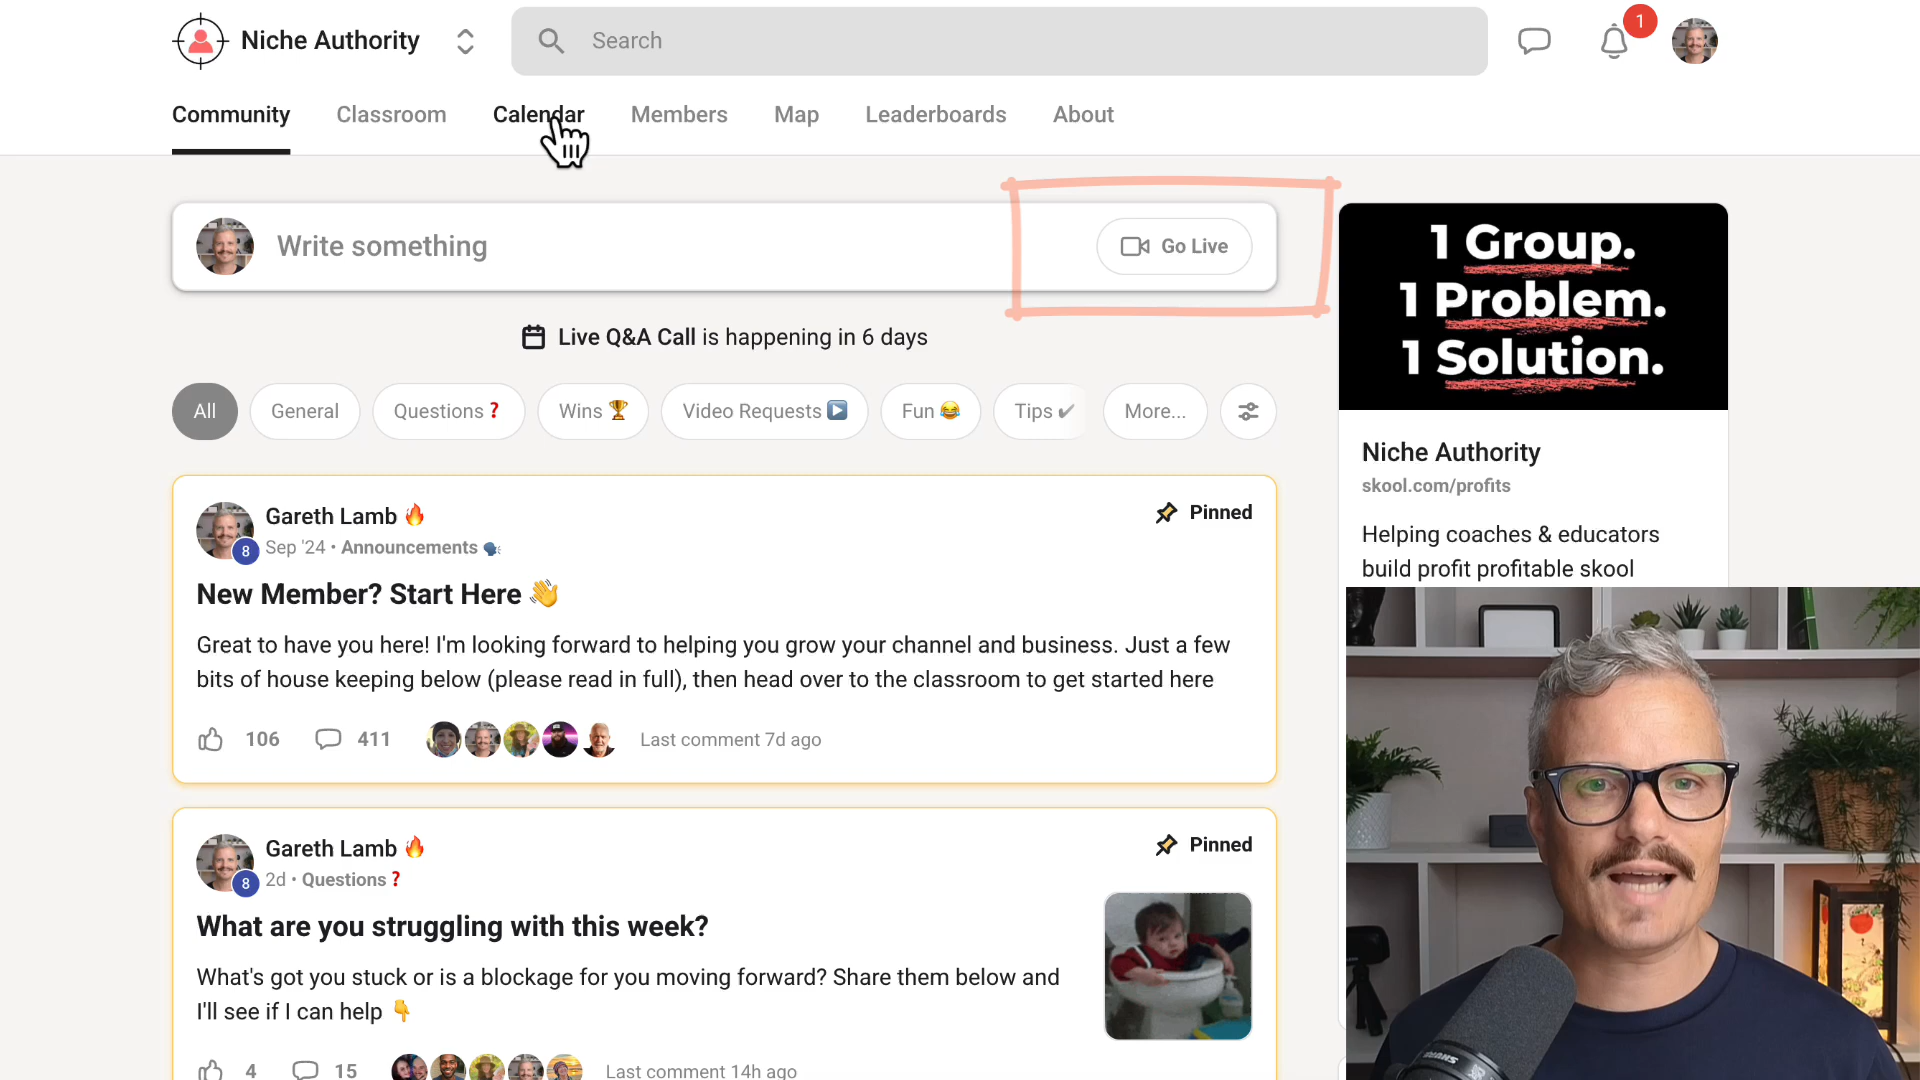 Niche Authority
Search
1
Community Classroom Calendar Members Map Leaderboards About
Write something
Go Live
Live Q&A Call is happening in 6 days
All General Questions❓ Wins🏆 Video Requests▶️ Fun😂 Tips✔ More...
1 Group.
1 Problem.
1 Solution.
Niche Authority
skool.com/profits
Helping coaches & educators
build profit profitable skool
Gareth Lamb🔥
Pinned
8
Sep '24 • Announcements 🗣
New Member? Start Here 👋
Great to have you here! I'm looking forward to helping you grow your channel and business. Just a few
bits of house keeping below (please read in full), then head over to the classroom to get started here
106 411 Last comment 7d ago
Gareth Lamb🔥
Pinned
8
2d • Questions❓
What are you struggling with this week?
What's got you stuck or is a blockage for you moving forward? Share them below and
I'll see if I can help 👇
4 15 Last comment 14h ago
SHURE